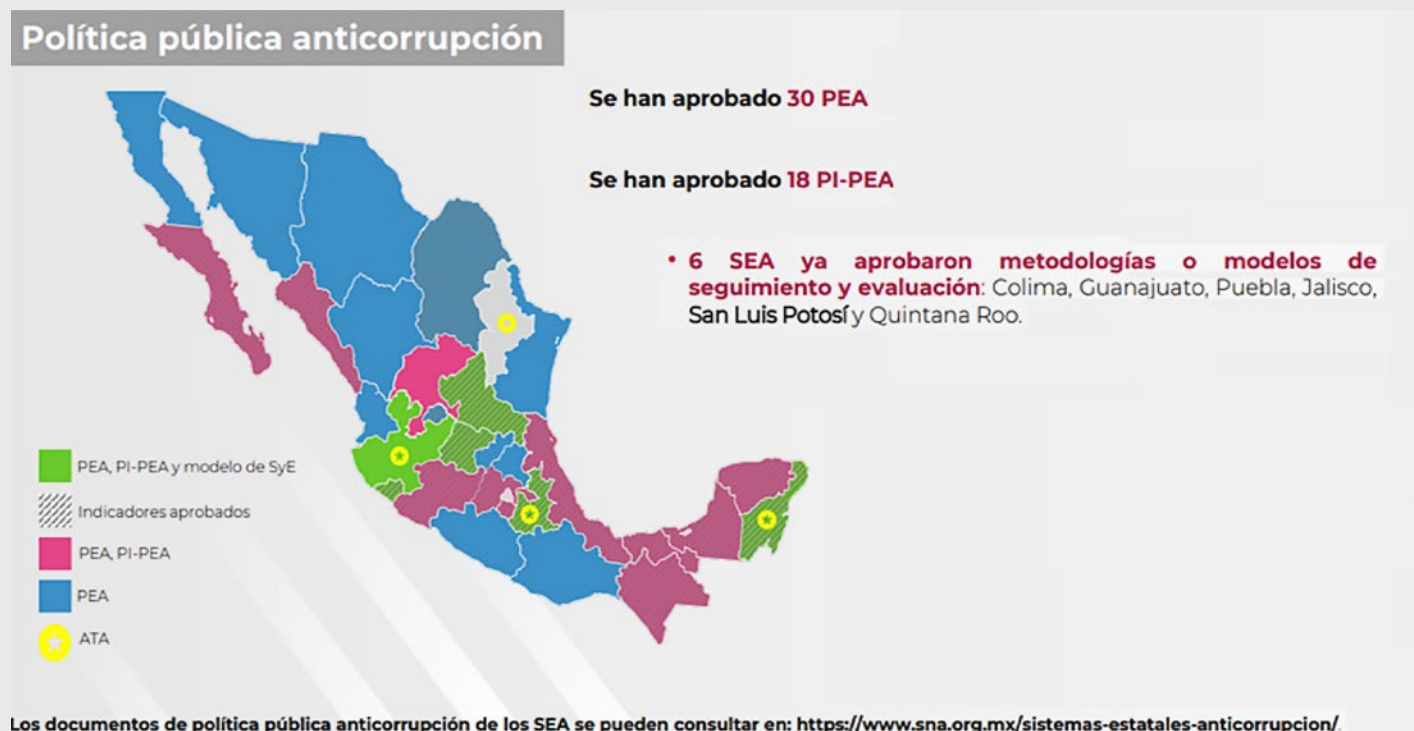 Política pública anticorrupción
Se han aprobado 30 PEA
Se han aprobado 18 PI-PEA
• 6 SEA ya aprobaron metodologías o modelos de
seguimiento y evaluación: Colima, Guanajuato, Puebla, Jalisco,
San Luis Potosí y Quintana Roo.
PEA, PI-PEA y modelo de SyE
Indicadores aprobados
PEA, PI-PEA
PEA
ATA
Los documentos de política pública anticorrupción de los SEA se pueden consultar en: https://www.sna.org.mx/sistemas-estatales-anticorrupcion/.